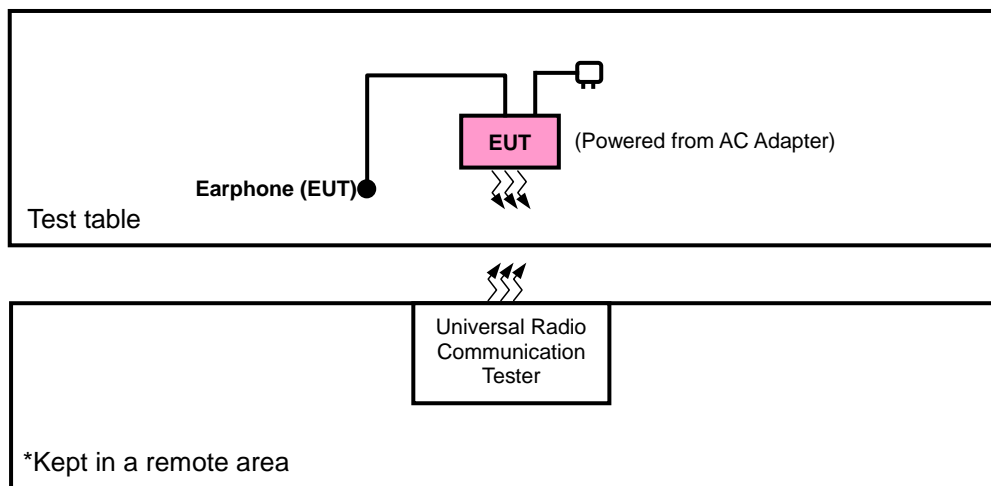 EUT
(Powered from AC Adapter)
Earphone (EUT)
Test table
Universal Radio
Communication
Tester
*Kept in a remote area